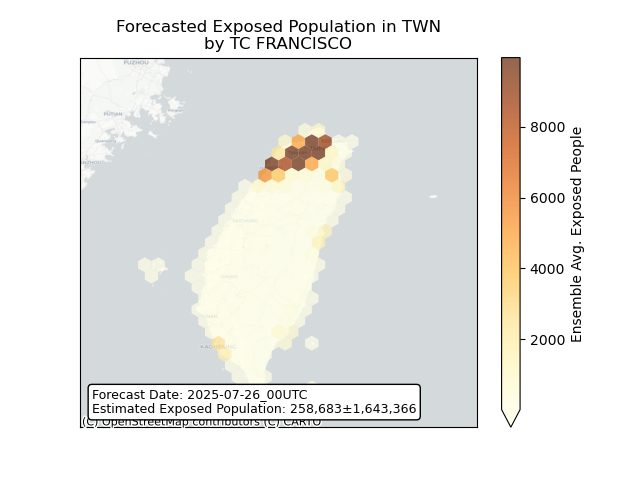 Forecasted Exposed Population in TWN
by TC FRANCISCO
FUZHOU
PUTIAN
8000
6000
4000
2000
Ensemble Avg. Exposed People
Forecast Date: 2025-07-26_00UTC
Estimated Exposed Population: 258,683±1,643,366
(C) OpenStreetMap contributors (C) CARTO